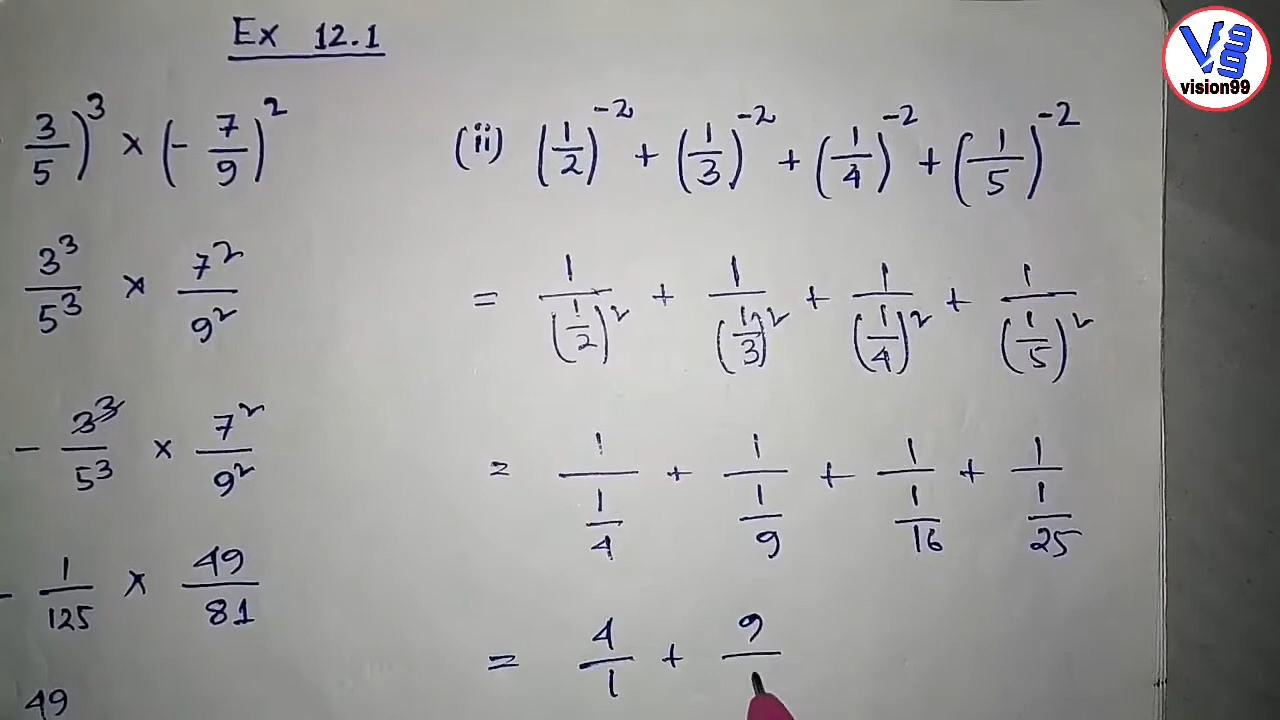 Ex 12.1
V99
vision99
3/5)^3 × (- 7/9)^2
3^3/5^3 × 7^2/9^2
- 3^3/5^3 × 7^2/9^2
- 1/125 × 49/81
49
(ii) (1/2)^-2 + (1/3)^-2 + (1/4)^-2 + (1/5)^-2
= 1/(1/2)^2 + 1/(1/3)^2 + 1/(1/4)^2 + 1/(1/5)^2
= 1/(1/4) + 1/(1/9) + 1/(1/16) + 1/(1/25)
= 4/1 + 9/